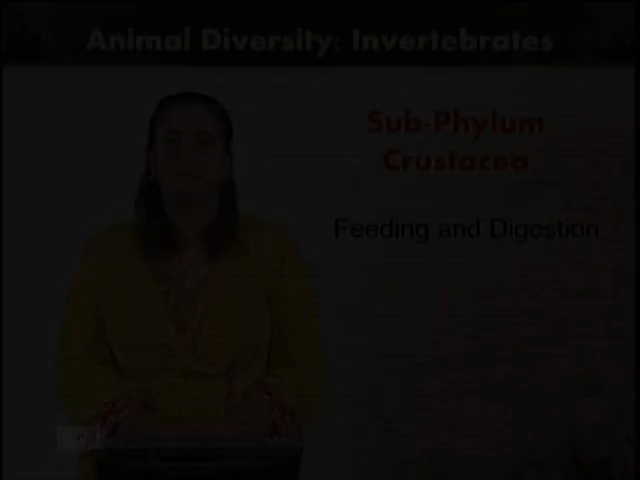 Animal Diversity: Invertebrates
Sub-Phylum
Crustacea
Feeding and Digestion